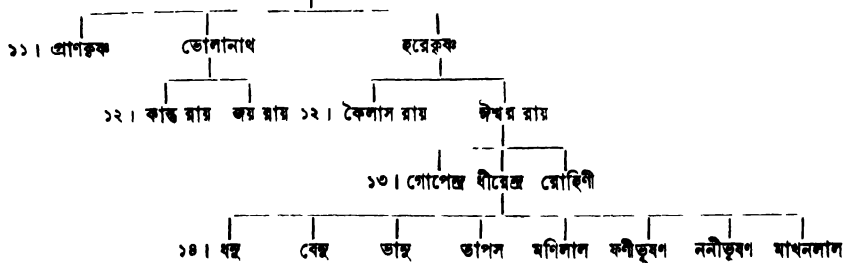 ১১। প্রাণকৃষ্ণ ভোলানাথ হরেকৃষ্ণ
১২। কান্ত রায় জয় রায় ১২। কৈলাস রায় ঈশ্বর রায়
১৩। গোপেন্দ্র ধীরেন্দ্র রোহিণী
১৪। ধনু বেনু ভানু তাপস মণিলাল ফণীভূষণ ননীভূষণ মাখনলাল